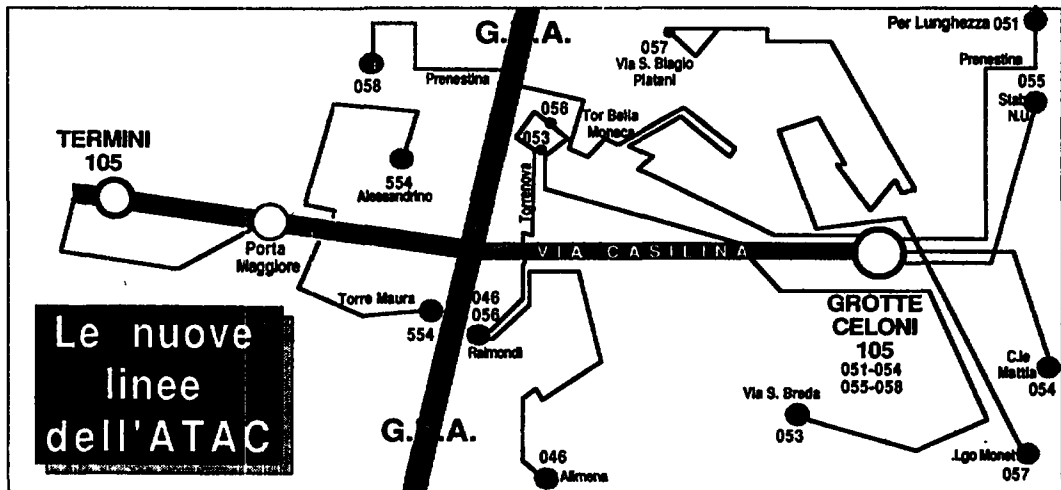 G.R.A.
Per Lunghezza 051
057
Via S. Biagio
Platani
Prenestina
058
Prenestina
055
Stab.
N.U.
056
Tor Bella
Monaca
053
TERMINI
105
554
Alessandrino
Torrenova
Porta
Maggiore
VIA CASILINA
Torre Maura
554
046
056
Raimondi
GROTTE
CELONI
105
051-054
055-058
C.le
Mattia
054
Le nuove
linee
dell'ATAC
Via S. Breda
053
G.R.A.
046
Alimena
057